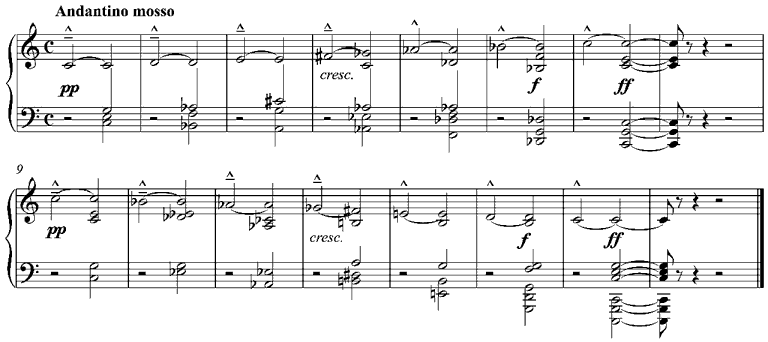 Andantino mosso
cresc.
pp f ff
9
pp f ff
cresc.